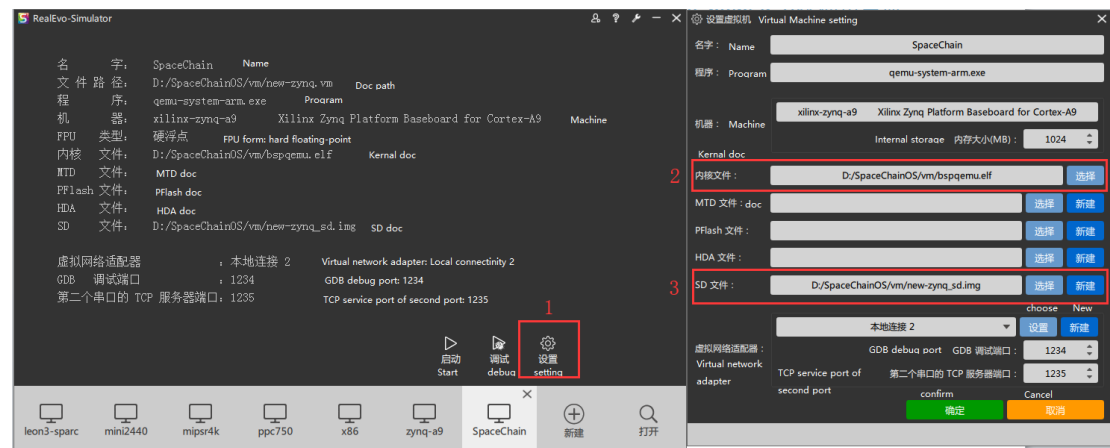 RealEvo-Simulator
名 字: SpaceChain Name
文 件 路 径: D:/SpaceChainOS/vm/new-zynq.vm Doc path
程 序: qemu-system-arm.exe Program
机 器: xilinx-zynq-a9 Xilinx Zynq Platform Baseboard for Cortex-A9 Machine
FPU 类型: 硬浮点 FPU form: hard floating-point
内核 文件: D:/SpaceChainOS/vm/bspqemu.elf Kernal doc
MTD 文件: MTD doc
PFlash 文件: PFlash doc
HDA 文件: HDA doc
SD 文件: D:/SpaceChainOS/vm/new-zynq_sd.img SD doc
虚拟网络适配器 : 本地连接 2 Virtual network adapter: Local connectivity 2
GDB 调试端口 : 1234 GDB debug port: 1234
第二个串口的 TCP 服务器端口: 1235 TCP service port of second port: 1235
1
启动 调试 设置
Start debug setting
leon3-sparc mini2440 mipsr4k ppc750 x86 zynq-a9 SpaceChain 新建 打开
设置虚拟机 Virtual Machine setting
名字: Name SpaceChain
程序: Program qemu-system-arm.exe
xilinx-zynq-a9 Xilinx Zynq Platform Baseboard for Cortex-A9
机器: Machine
Internal storage 内存大小(MB): 1024
Kernal doc
2 内核文件: D:/SpaceChainOS/vm/bspqemu.elf 选择
MTD 文件: doc 选择 新建
PFlash 文件: 选择 新建
HDA 文件: 选择 新建
3 SD 文件: D:/SpaceChainOS/vm/new-zynq_sd.img 选择 新建
choose New
本地连接 2 设置 新建
虚拟网络适配器: GDB debug port GDB 调试端口: 1234
Virtual network adapter
TCP service port of second port 第二个串口的 TCP 服务器端口: 1235
confirm Cancel
确定 取消